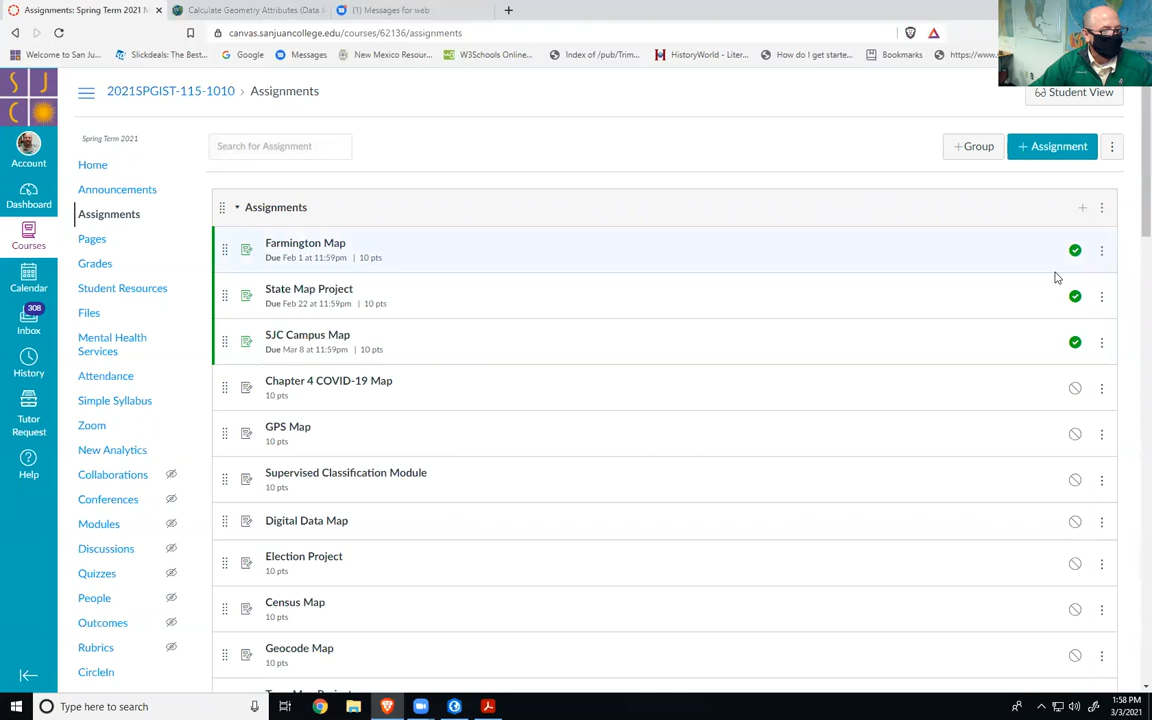 Assignments: Spring Term 2021
Calculate Geometry Attributes (Data
(1) Messages for web
canvas.sanjuancollege.edu/courses/62136/assignments
Welcome to San Ju...
Slickdeals: The Best...
Google
Messages
New Mexico Resour...
W3Schools Online...
Index of /pub/Trim...
HistoryWorld - Liter...
How do I get starte...
Bookmarks
https://www.
S J
C
Account
Dashboard
Courses
Calendar
308
Inbox
History
Tutor
Request
Help
2021SPGIST-115-1010 > Assignments
Student View
Spring Term 2021
Home
Announcements
Assignments
Pages
Grades
Student Resources
Files
Mental Health
Services
Attendance
Simple Syllabus
Zoom
New Analytics
Collaborations
Conferences
Modules
Discussions
Quizzes
People
Outcomes
Rubrics
CircleIn
Search for Assignment
+ Group
+ Assignment
Assignments
Farmington Map
Due Feb 1 at 11:59pm | 10 pts
State Map Project
Due Feb 22 at 11:59pm | 10 pts
SJC Campus Map
Due Mar 8 at 11:59pm | 10 pts
Chapter 4 COVID-19 Map
10 pts
GPS Map
10 pts
Supervised Classification Module
10 pts
Digital Data Map
Election Project
10 pts
Census Map
10 pts
Geocode Map
10 pts
Type here to search
1:58 PM
3/3/2021